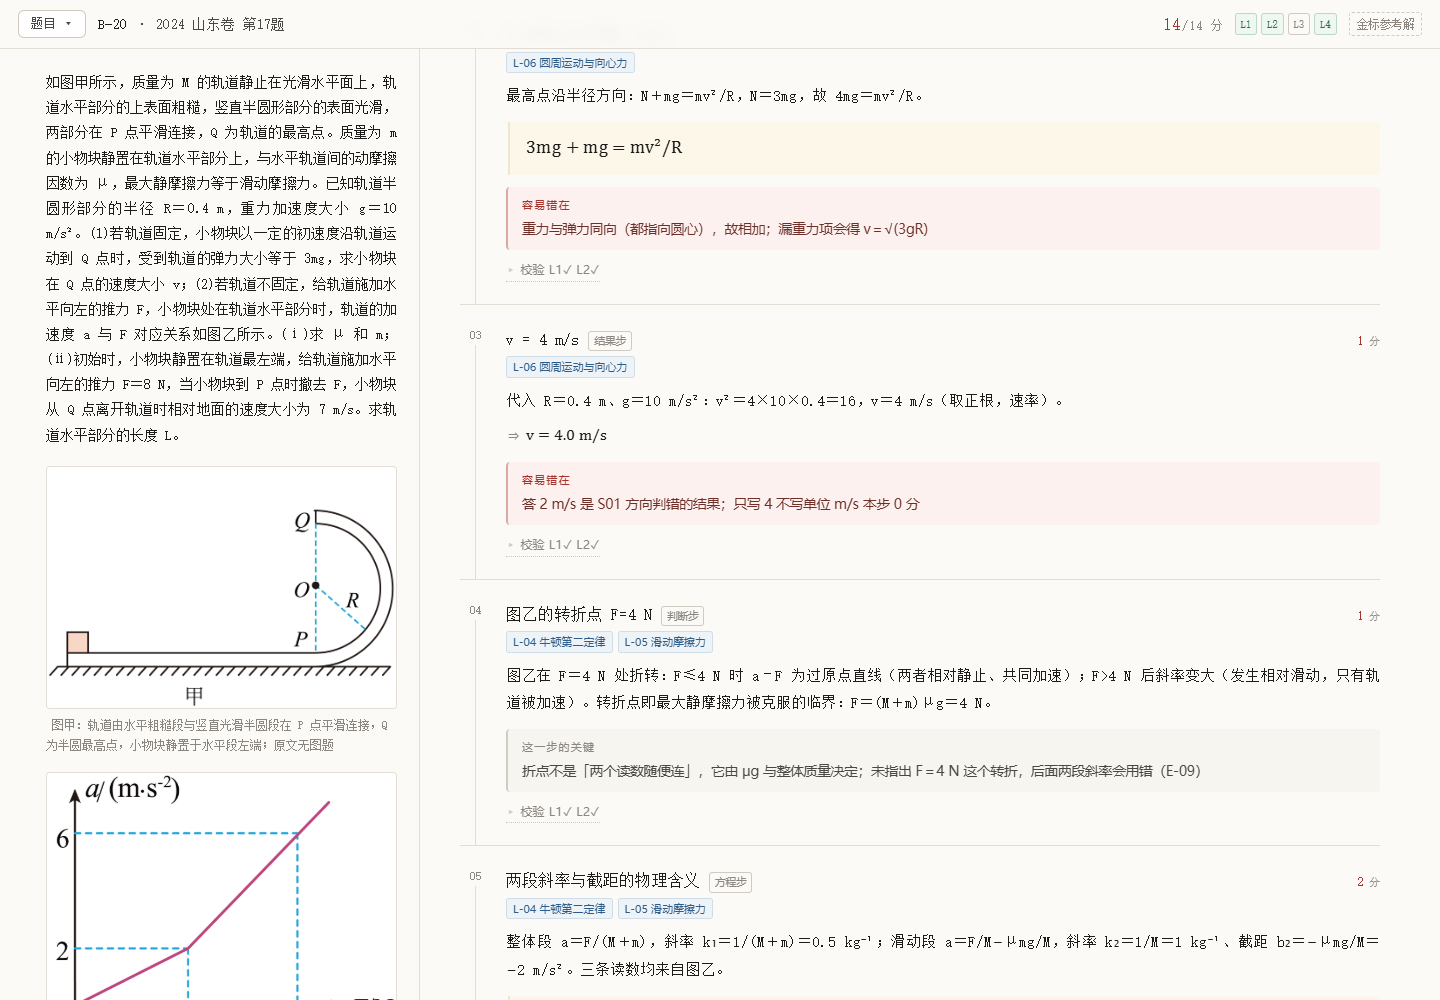 题目 ▾ B-20 · 2024 山东卷 第17题
14/14 分 L1 L2 L3 L4 金标参考解
如图甲所示，质量为 M 的轨道静止在光滑水平面上，轨
道水平部分的上表面粗糙，竖直半圆形部分的表面光滑，
两部分在 P 点平滑连接，Q 为轨道的最高点。质量为 m
的小物块静置在轨道水平部分上，与水平轨道间的动摩擦
因数为 μ，最大静摩擦力等于滑动摩擦力。已知轨道半
圆形部分的半径 R＝0.4 m，重力加速度大小 g＝10
m/s²。(1)若轨道固定，小物块以一定的初速度沿轨道运
动到 Q 点时，受到轨道的弹力大小等于 3mg，求小物块
在 Q 点的速度大小 v；(2)若轨道不固定，给轨道施加水
平向左的推力 F，小物块处在轨道水平部分时，轨道的加
速度 a 与 F 对应关系如图乙所示。(ⅰ)求 μ 和 m；
(ⅱ)初始时，小物块静置在轨道最左端，给轨道施加水平
向左的推力 F＝8 N，当小物块到 P 点时撤去 F，小物块
从 Q 点离开轨道时相对地面的速度大小为 7 m/s。求轨
道水平部分的长度 L。
Q
O
R
P
甲
图甲：轨道由水平粗糙段与竖直光滑半圆段在 P 点平滑连接，Q
为半圆最高点，小物块静置于水平段左端；原文无图题
a/(m·s-2)
6
2
L-06 圆周运动与向心力
最高点沿半径方向：N＋mg＝mv²/R，N＝3mg，故 4mg＝mv²/R。
3mg + mg = mv²/R
容易错在
重力与弹力同向（都指向圆心），故相加；漏重力项会得 v = √(3gR)
▸ 校验 L1✓ L2✓
03 v = 4 m/s 结果步 1 分
L-06 圆周运动与向心力
代入 R＝0.4 m、g＝10 m/s²：v²＝4×10×0.4＝16，v＝4 m/s（取正根，速率）。
⇒ v = 4.0 m/s
容易错在
答 2 m/s 是 S01 方向判错的结果；只写 4 不写单位 m/s 本步 0 分
▸ 校验 L1✓ L2✓
04 图乙的转折点 F=4 N 判断步 1 分
L-04 牛顿第二定律 L-05 滑动摩擦力
图乙在 F＝4 N 处折转：F≤4 N 时 a－F 为过原点直线（两者相对静止、共同加速）；F>4 N 后斜率变大（发生相对滑动，只有轨
道被加速）。转折点即最大静摩擦力被克服的临界：F＝(M＋m)μg＝4 N。
这一步的关键
折点不是「两个读数随便连」，它由 μg 与整体质量决定；未指出 F = 4 N 这个转折，后面两段斜率会用错（E-09）
▸ 校验 L1✓ L2✓
05 两段斜率与截距的物理含义 方程步 2 分
L-04 牛顿第二定律 L-05 滑动摩擦力
整体段 a＝F/(M＋m)，斜率 k₁＝1/(M＋m)＝0.5 kg⁻¹；滑动段 a＝F/M－μmg/M，斜率 k₂＝1/M＝1 kg⁻¹、截距 b₂＝－μmg/M＝
−2 m/s²。三条读数均来自图乙。